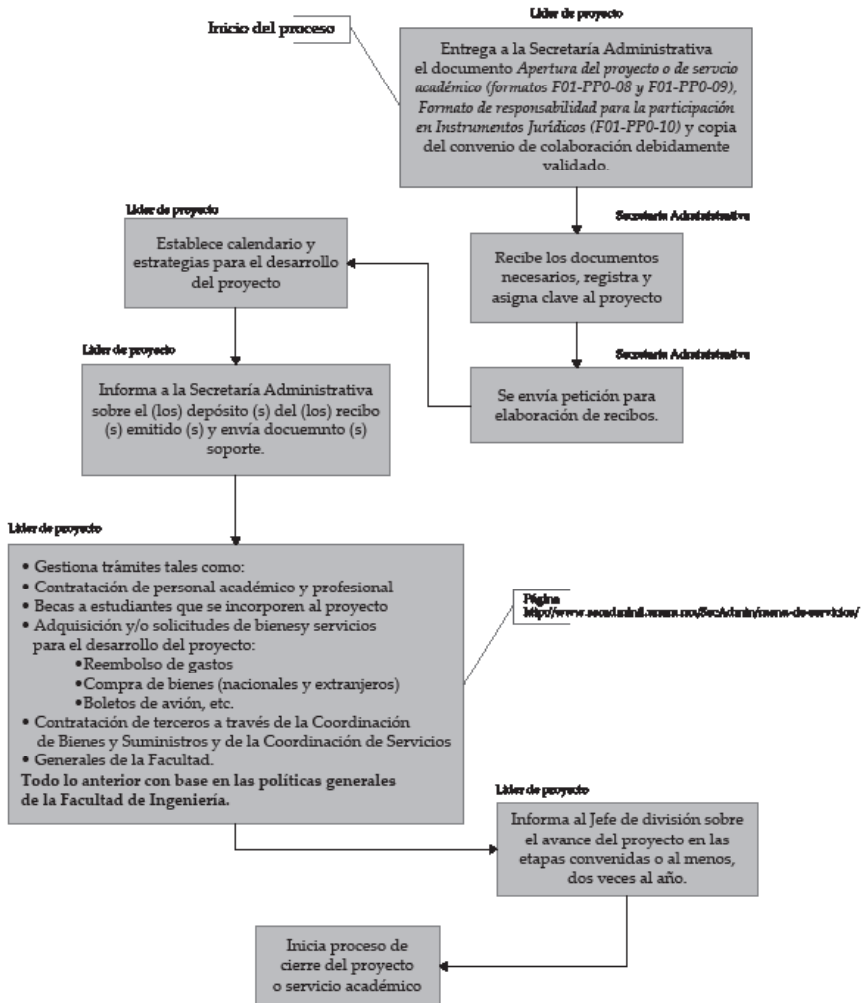 Inicio del proceso
Líder de proyecto
Entrega a la Secretaría Administrativa
el documento Apertura del proyecto o de servcio
académico (formatos F01-PP0-08 y F01-PP0-09),
Formato de responsabilidad para la participación
en Instrumentos Jurídicos (F01-PP0-10) y copia
del convenio de colaboración debidamente
validado.
Secretaría Administrativa
Recibe los documentos
necesarios, registra y
asigna clave al proyecto
Secretaría Administrativa
Se envía petición para
elaboración de recibos.
Líder de proyecto
Establece calendario y
estrategias para el desarrollo
del proyecto
Líder de proyecto
Informa a la Secretaría Administrativa
sobre el (los) depósito (s) del (los) recibo
(s) emitido (s) y envía docuemnto (s)
soporte.
Líder de proyecto
• Gestiona trámites tales como:
• Contratación de personal académico y profesional
• Becas a estudiantes que se incorporen al proyecto
• Adquisición y/o solicitudes de bienesy servicios
para el desarrollo del proyecto:
•Reembolso de gastos
•Compra de bienes (nacionales y extranjeros)
•Boletos de avión, etc.
• Contratación de terceros a través de la Coordinación
de Bienes y Suministros y de la Coordinación de Servicios
• Generales de la Facultad.
Todo lo anterior con base en las políticas generales
de la Facultad de Ingeniería.
Página
Líder de proyecto
Informa al Jefe de división sobre
el avance del proyecto en las
etapas convenidas o al menos,
dos veces al año.
Inicia proceso de
cierre del proyecto
o servicio académico